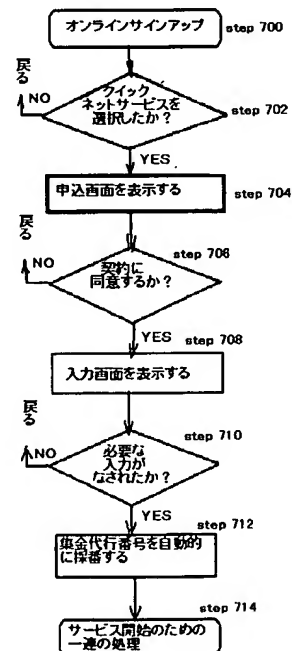 オンラインサインアップ
step 700
戻る
NO
クイック
ネットサービスを
選択したか?
step 702
YES
申込画面を表示する
step 704
戻る
NO
step 706
契約に
同意するか?
YES
step 708
入力画面を表示する
戻る
NO
step 710
必要な
入力が
なされたか?
YES
step 712
集金代行番号を自動的
に採番する
step 714
サービス開始のための
一連の処理